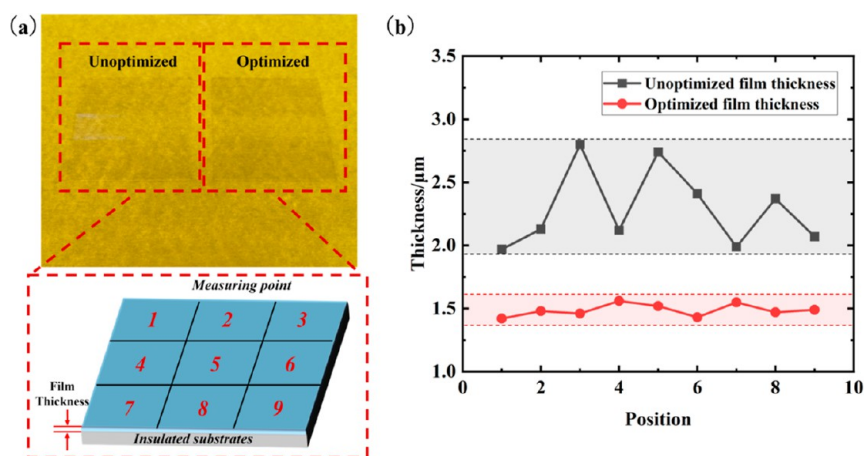 (a)
Unoptimized
Optimized
Measuring point
1 2 3
4 5 6
7 8 9
Film
Thickness
Insulated substrates
(b)
3.5
3.0
2.5
2.0
1.5
1.0
Thickness/μm
Unoptimized film thickness
Optimized film thickness
0 2 4 6 8 10
Position